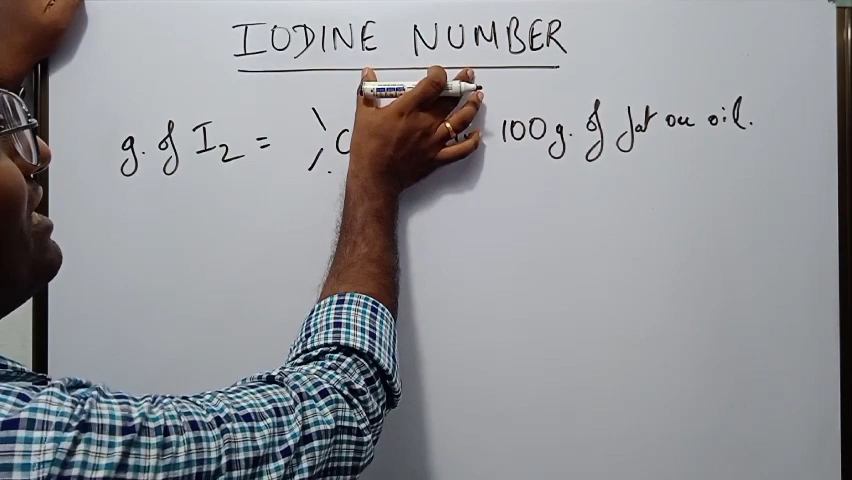 IODINE NUMBER
g. of I2 = C 100g. of fat or oil.